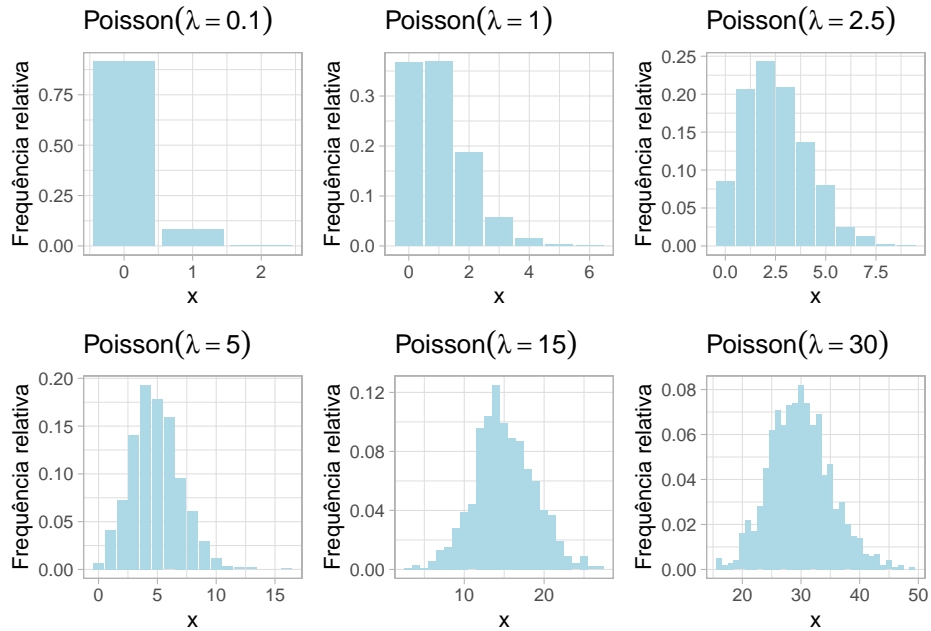 Poisson(λ = 0.1)
Frequência relativa
0.75
0.50
0.25
0.00
0 1 2
x
Poisson(λ = 1)
Frequência relativa
0.3
0.2
0.1
0.0
0 2 4 6
x
Poisson(λ = 2.5)
Frequência relativa
0.25
0.20
0.15
0.10
0.05
0.00
0.0 2.5 5.0 7.5
x
Poisson(λ = 5)
Frequência relativa
0.20
0.15
0.10
0.05
0.00
0 5 10 15
x
Poisson(λ = 15)
Frequência relativa
0.12
0.08
0.04
0.00
10 20
x
Poisson(λ = 30)
Frequência relativa
0.08
0.06
0.04
0.02
0.00
20 30 40 50
x